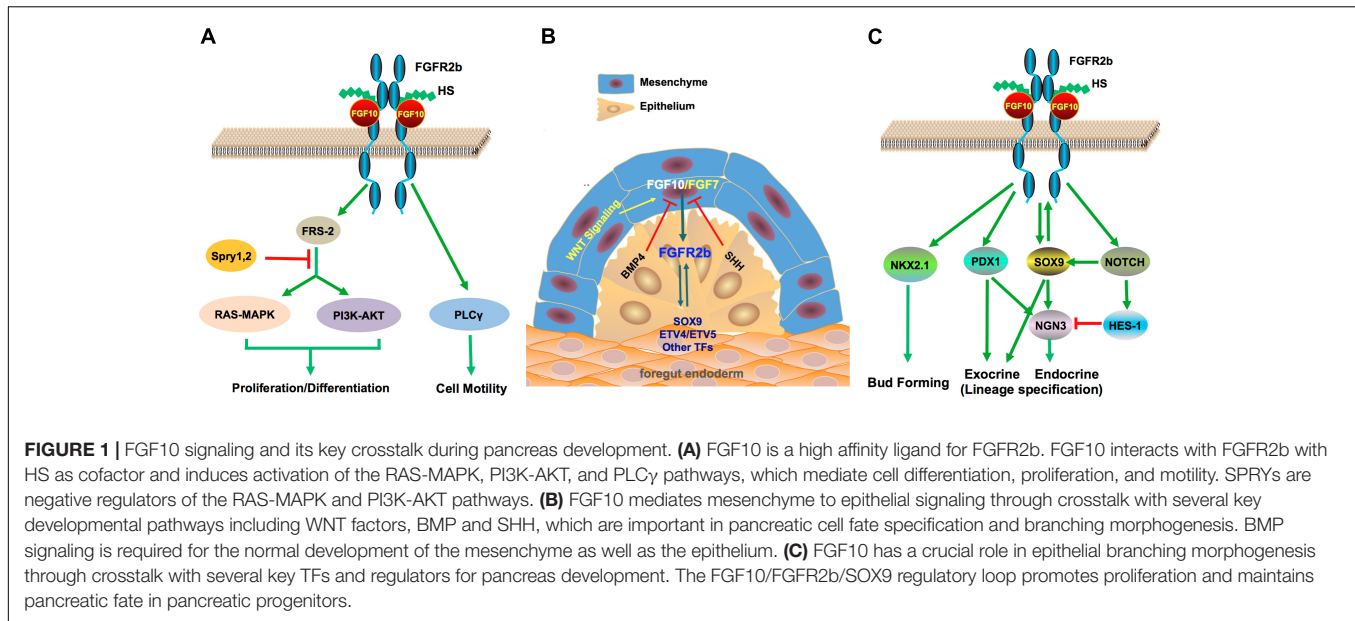 A
FGFR2b
HS
FGF10
FGF10
FRS-2
Spry1,2
RAS-MAPK
PI3K-AKT
PLCγ
Proliferation/Differentiation
Cell Motility
B
Mesenchyme
Epithelium
FGF10/FGF7
WNT Signaling
BMP4
SHH
FGFR2b
SOX9
ETV4/ETV5
Other TFs
foregut endoderm
C
FGFR2b
HS
FGF10
FGF10
NKX2.1
PDX1
SOX9
NOTCH
NGN3
HES-1
Bud Forming
Exocrine Endocrine
(Lineage specification)
FIGURE 1 | FGF10 signaling and its key crosstalk during pancreas development. (A) FGF10 is a high affinity ligand for FGFR2b. FGF10 interacts with FGFR2b with
HS as cofactor and induces activation of the RAS-MAPK, PI3K-AKT, and PLCγ pathways, which mediate cell differentiation, proliferation, and motility. SPRYs are
negative regulators of the RAS-MAPK and PI3K-AKT pathways. (B) FGF10 mediates mesenchyme to epithelial signaling through crosstalk with several key
developmental pathways including WNT factors, BMP and SHH, which are important in pancreatic cell fate specification and branching morphogenesis. BMP
signaling is required for the normal development of the mesenchyme as well as the epithelium. (C) FGF10 has a crucial role in epithelial branching morphogenesis
through crosstalk with several key TFs and regulators for pancreas development. The FGF10/FGFR2b/SOX9 regulatory loop promotes proliferation and maintains
pancreatic fate in pancreatic progenitors.